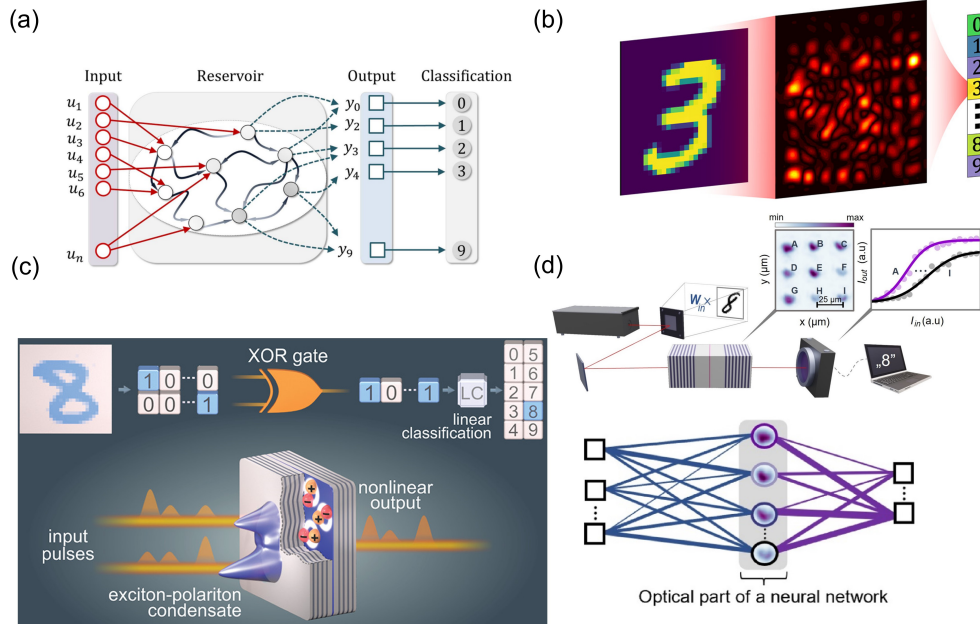 (a)
Input
Reservoir
Output
Classification
u1
u2
u3
u4
u5
u6
un
y0
y2
y3
y4
y9
0
1
2
3
9
(b)
0
1
2
3
8
9
(c)
XOR gate
1 0 0
0 0 1
1 0 1
LC
linear
classification
0 5
1 6
2 7
3 8
4 9
input
pulses
nonlinear
output
exciton-polariton
condensate
(d)
min max
A B C
D E F
G H I
25 µm
y (µm)
x (µm)
Iout (a.u)
A I
Iin (a.u)
Win x
„8”
Optical part of a neural network